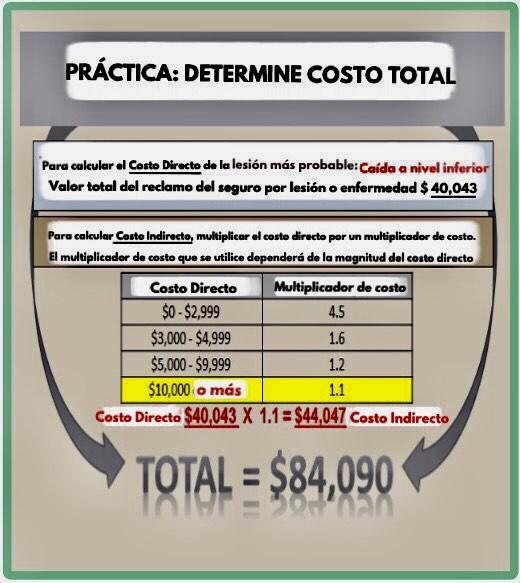 PRÁCTICA: DETERMINE COSTO TOTAL
Para calcular el Costo Directo de la lesión más probable: Caída a nivel inferior
Valor total del reclamo del seguro por lesión o enfermedad $ 40,043
Para calcular Costo Indirecto, multiplicar el costo directo por un multiplicador de costo.
El multiplicador de costo que se utilice dependerá de la magnitud del costo directo
Costo Directo Multiplicador de costo
$0 - $2,999 4.5
$3,000 - $4,999 1.6
$5,000 - $9,999 1.2
$10,000 o más 1.1
Costo Directo $40,043 X 1.1 = $44,047 Costo Indirecto
TOTAL = $84,090